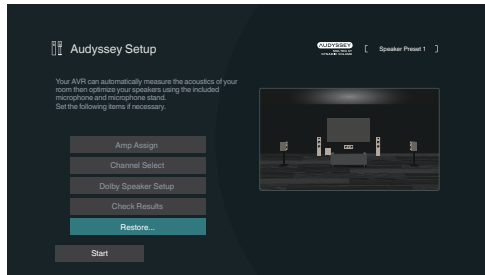 Audyssey Setup
AUDYSSEY
[ Speaker Preset 1 ]
Your AVR can automatically measure the acoustics of your
room then optimize your speakers using the included
microphone and microphone stand.
Set the following items if necessary.
Amp Assign
Channel Select
Dolby Speaker Setup
Check Results
Restore...
Start